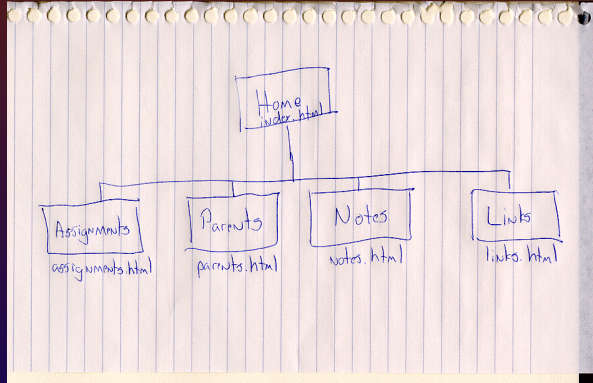 Home
index.html
Assignments
Parents
Notes
Links
assignments.html
parents.html
notes.html
links.html